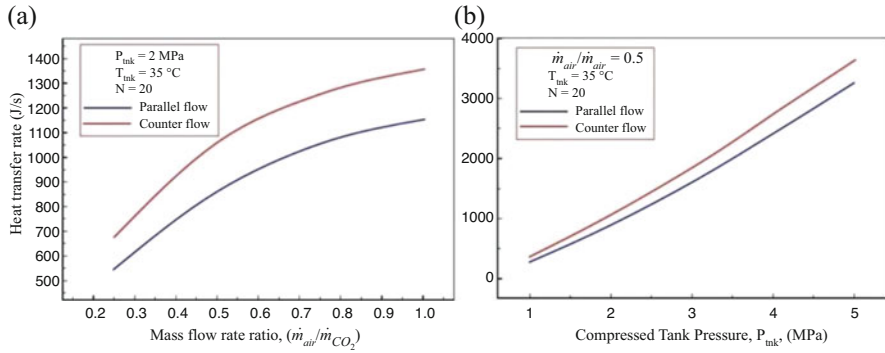 (a)
1400
1300
1200
1100
1000
900
800
700
600
500
Heat transfer rate (J/s)
P_tnk = 2 MPa
T_tnk = 35 °C
N = 20
Parallel flow
Counter flow
0.2 0.3 0.4 0.5 0.6 0.7 0.8 0.9 1.0
Mass flow rate ratio, (ṁ_air/ṁ_CO₂)
(b)
4000
3000
2000
1000
0
ṁ_air/ṁ_air = 0.5
T_tnk = 35 °C
N = 20
Parallel flow
Counter flow
1 2 3 4 5
Compressed Tank Pressure, P_tnk, (MPa)